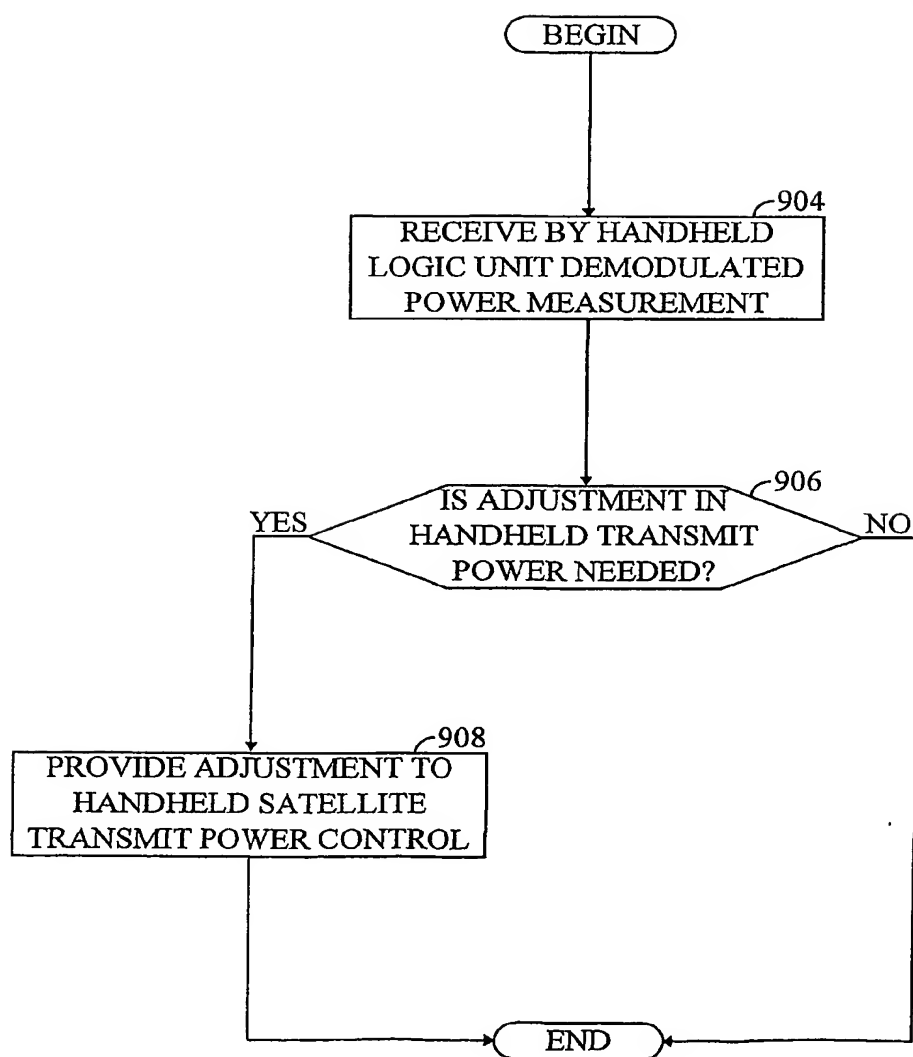 BEGIN
904
RECEIVE BY HANDHELD
LOGIC UNIT DEMODULATED
POWER MEASUREMENT
906
IS ADJUSTMENT IN
HANDHELD TRANSMIT
POWER NEEDED?
YES
NO
908
PROVIDE ADJUSTMENT TO
HANDHELD SATELLITE
TRANSMIT POWER CONTROL
END